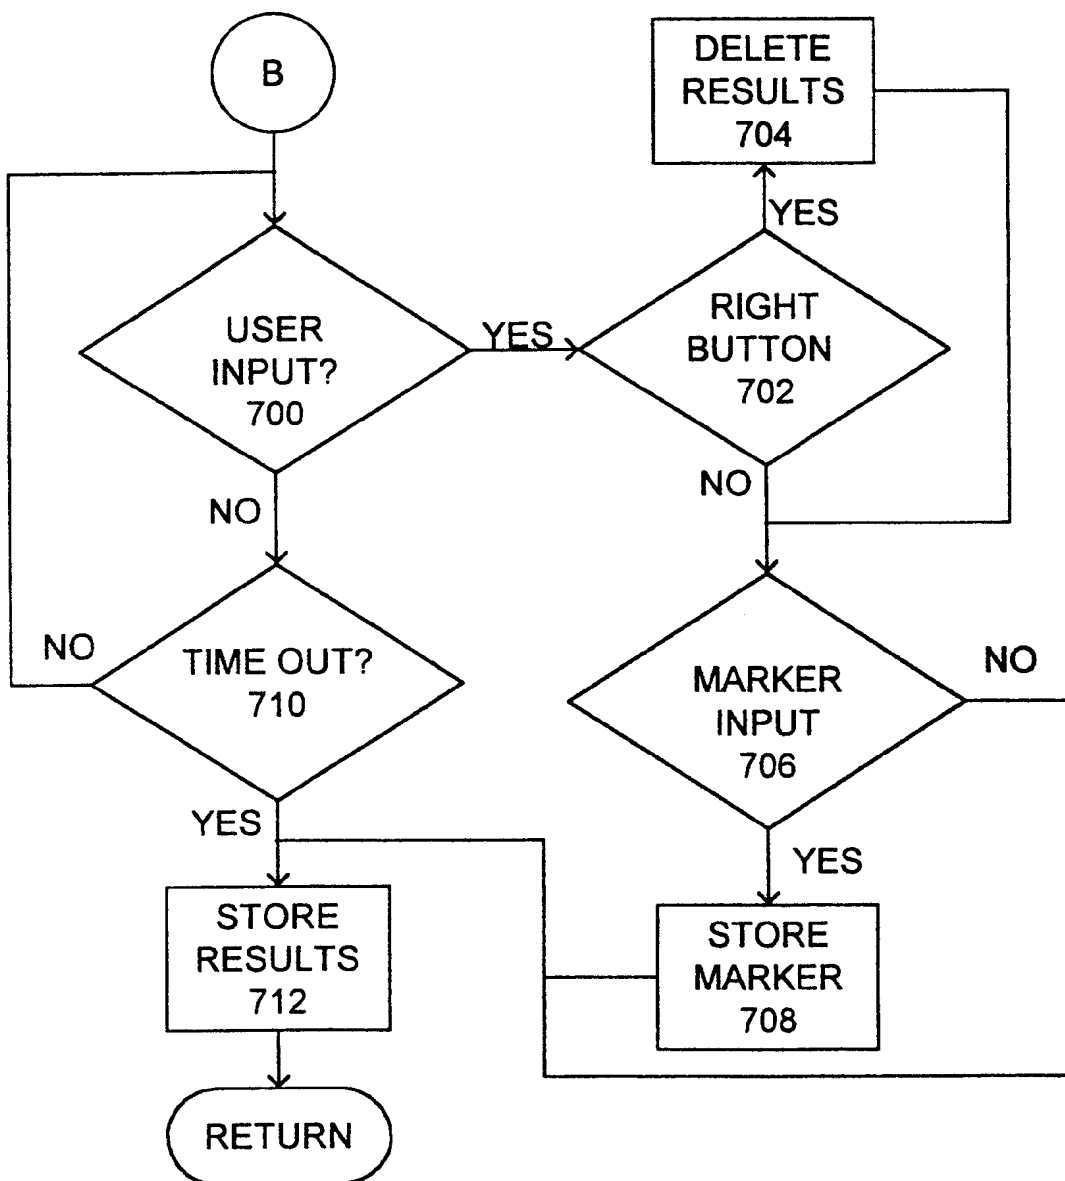 B
DELETE
RESULTS
704
YES
USER
INPUT?
700
YES
RIGHT
BUTTON
702
NO
NO
TIME OUT?
710
NO
MARKER
INPUT
706
NO
YES
YES
STORE
RESULTS
712
STORE
MARKER
708
RETURN